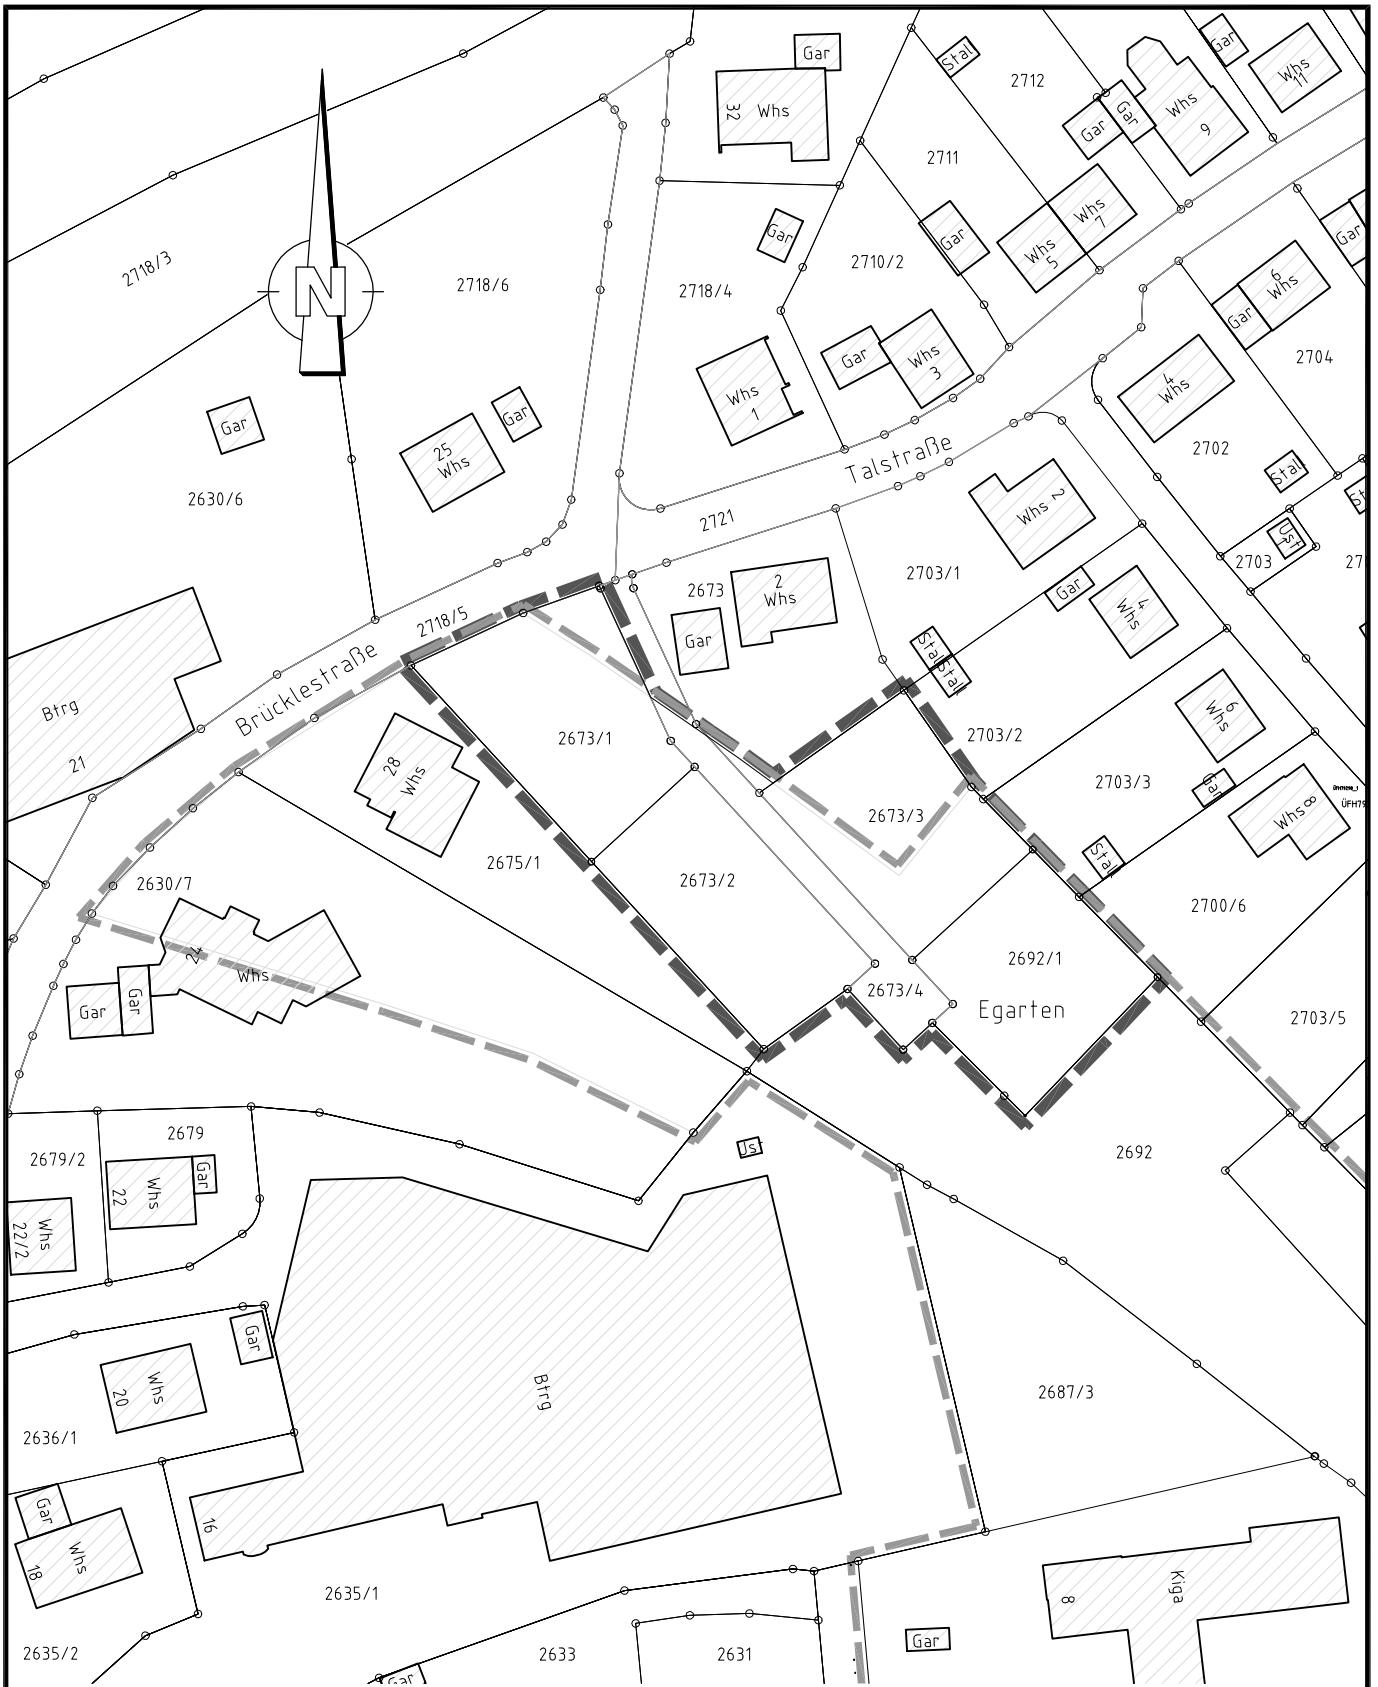 Gar
Stal
2712
Gar
Whs
11
32
Whs
Gar
Gar
Whs
9
2711
2718/3
Gar
Whs
7
N
2718/6
2718/4
2710/2
Gar
Whs
5
Gar
6
Whs
Gar
Gar
Whs
3
2704
Whs
1
4
Whs
Gar
Gar
25
Whs
Talstraße
2702
2630/6
Stal
St
2721
Whs 2
2703
27
2718/5
2673
2
Whs
2703/1
Gar
4
Whs
Gar
Stal
Stal
Brücklestraße
Btrg
21
2673/1
2703/2
6
Whs
28
Whs
2703/3
Gar
Whs 8
ÜFH79
2673/3
2675/1
2673/2
Stal
2630/7
2700/6
24
Whs
2692/1
2673/4
Gar
Gar
Egarten
2703/5
2679
2679/2
2692
22
Whs
Gar
22/2
Whs
Gar
20
Whs
Btrg
2687/3
2636/1
Gar
16
18
Whs
8
Kiga
2635/1
2635/2
2633
2631
Gar
Gar